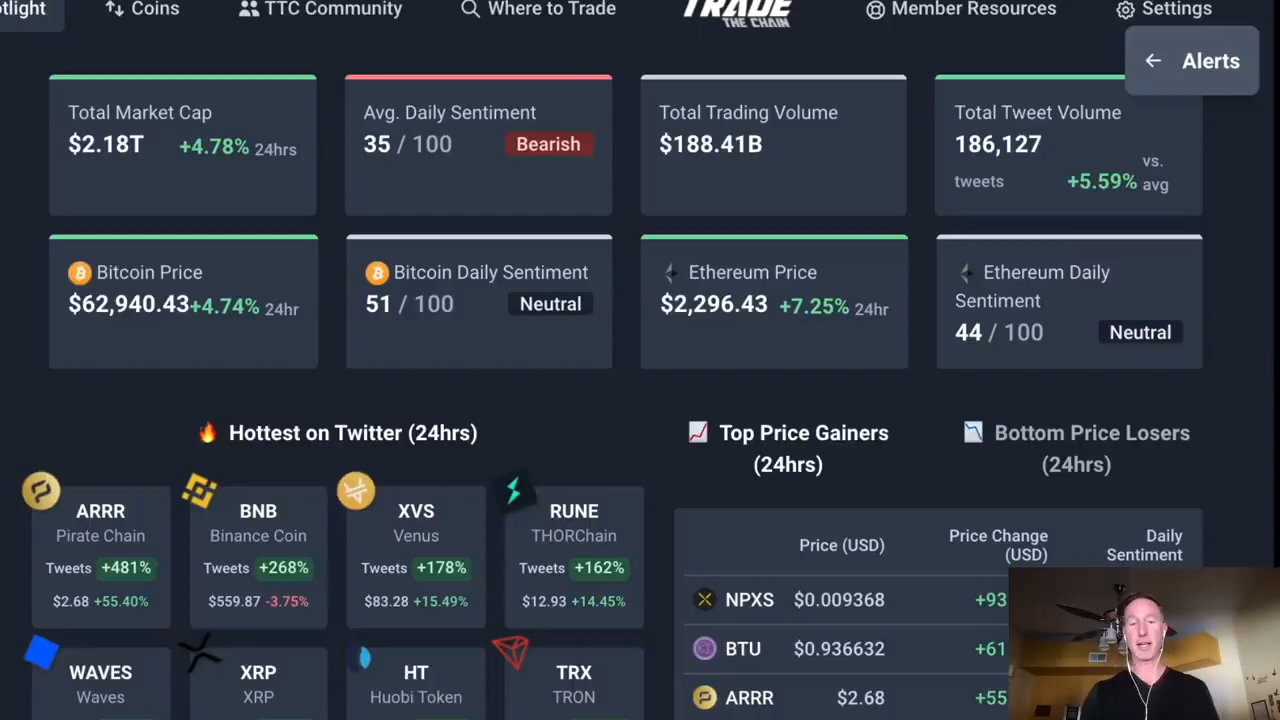 otlight
Coins
TTC Community
Where to Trade
TRADE
THE CHAIN
Member Resources
Settings
Alerts
Total Market Cap
$2.18T +4.78% 24hrs
Avg. Daily Sentiment
35 / 100 Bearish
Total Trading Volume
$188.41B
Total Tweet Volume
186,127
tweets +5.59% vs. avg
Bitcoin Price
$62,940.43+4.74% 24hr
Bitcoin Daily Sentiment
51 / 100 Neutral
Ethereum Price
$2,296.43 +7.25% 24hr
Ethereum Daily
Sentiment
44 / 100 Neutral
Hottest on Twitter (24hrs)
ARRR
Pirate Chain
Tweets +481%
$2.68 +55.40%
BNB
Binance Coin
Tweets +268%
$559.87 -3.75%
XVS
Venus
Tweets +178%
$83.28 +15.49%
RUNE
THORChain
Tweets +162%
$12.93 +14.45%
WAVES
Waves
XRP
XRP
HT
Huobi Token
TRX
TRON
Top Price Gainers
(24hrs)
Bottom Price Losers
(24hrs)
Price (USD) Price Change (USD) Daily Sentiment
NPXS $0.009368 +93
BTU $0.936632 +61
ARRR $2.68 +55